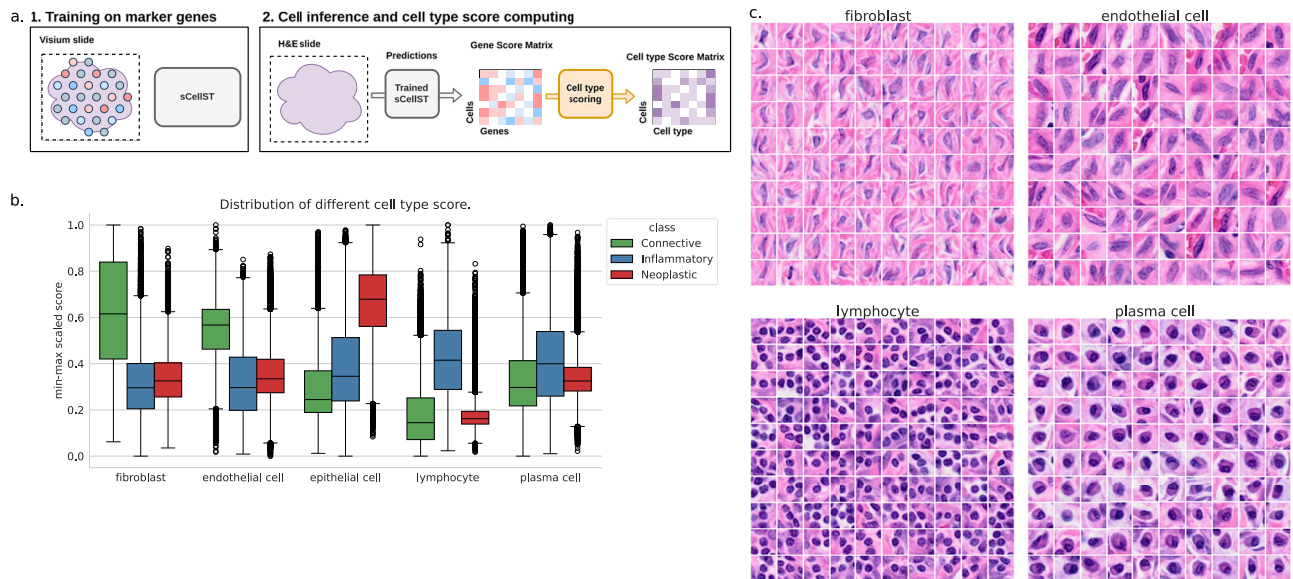 a.
1. Training on marker genes
Visium slide
sCellST
2. Cell inference and cell type score computing
H&E slide
Predictions
Trained
sCellST
Gene Score Matrix
Cells
Genes
Cell type
scoring
Cell type Score Matrix
Cells
Cell type
b.
Distribution of different cell type score.
min-max scaled score
1.0
0.8
0.6
0.4
0.2
0.0
fibroblast
endothelial cell
epithelial cell
lymphocyte
plasma cell
class
Connective
Inflammatory
Neoplastic
c.
fibroblast
endothelial cell
lymphocyte
plasma cell